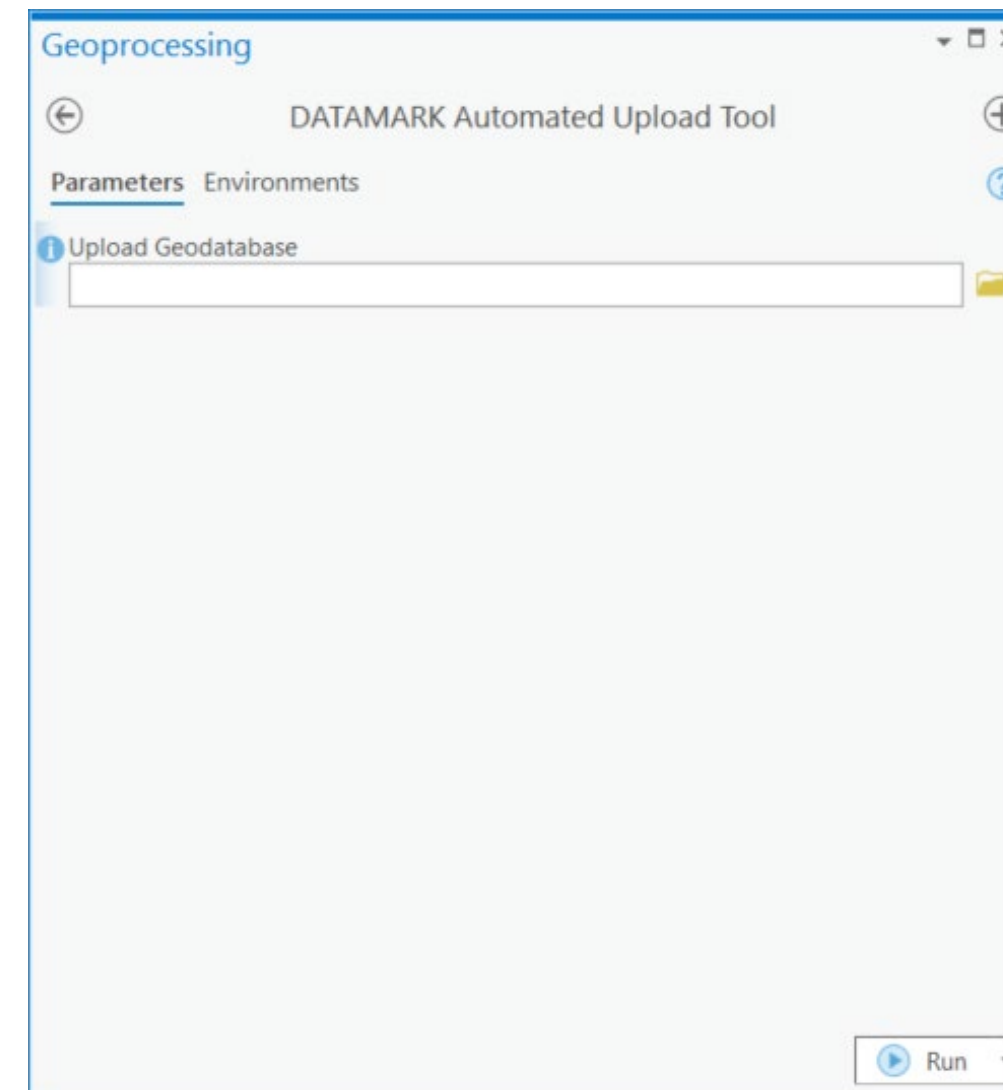 Geoprocessing
DATAMARK Automated Upload Tool
Parameters Environments
Upload Geodatabase
Run